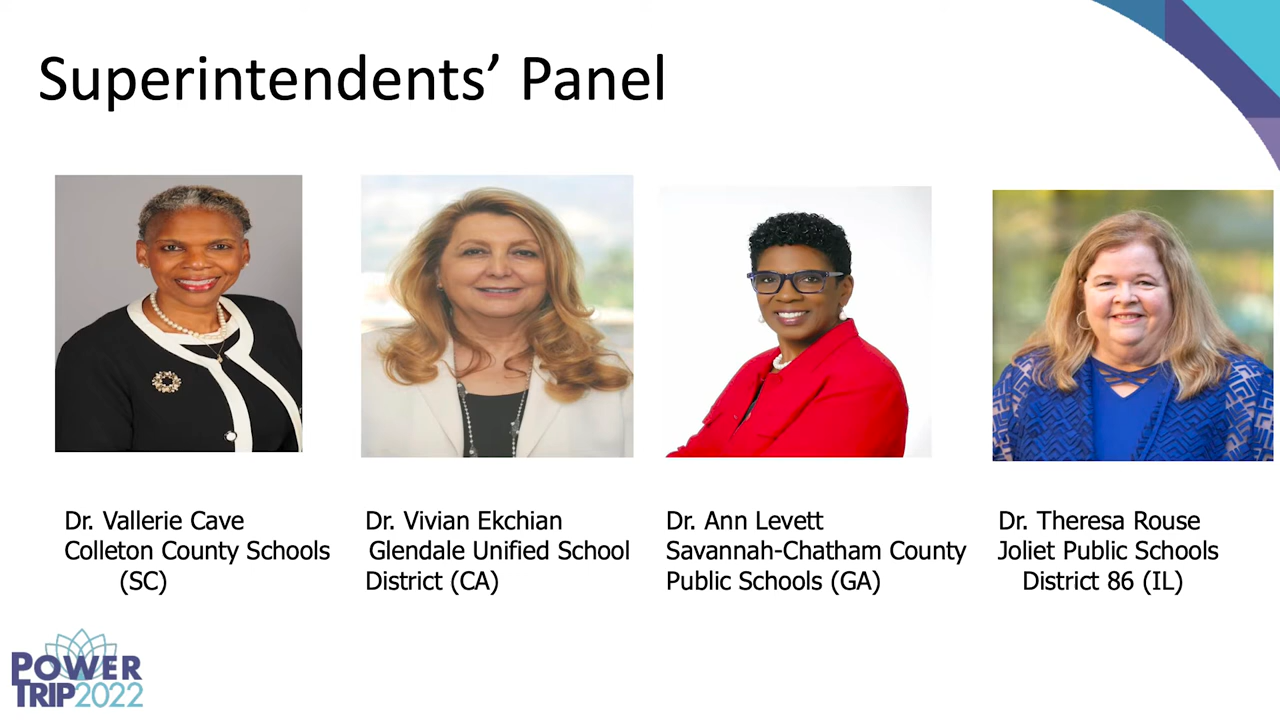 Superintendents’ Panel
Dr. Vallerie Cave
Colleton County Schools
(SC)
Dr. Vivian Ekchian
Glendale Unified School
District (CA)
Dr. Ann Levett
Savannah-Chatham County
Public Schools (GA)
Dr. Theresa Rouse
Joliet Public Schools
District 86 (IL)
POWER
TRIP2022